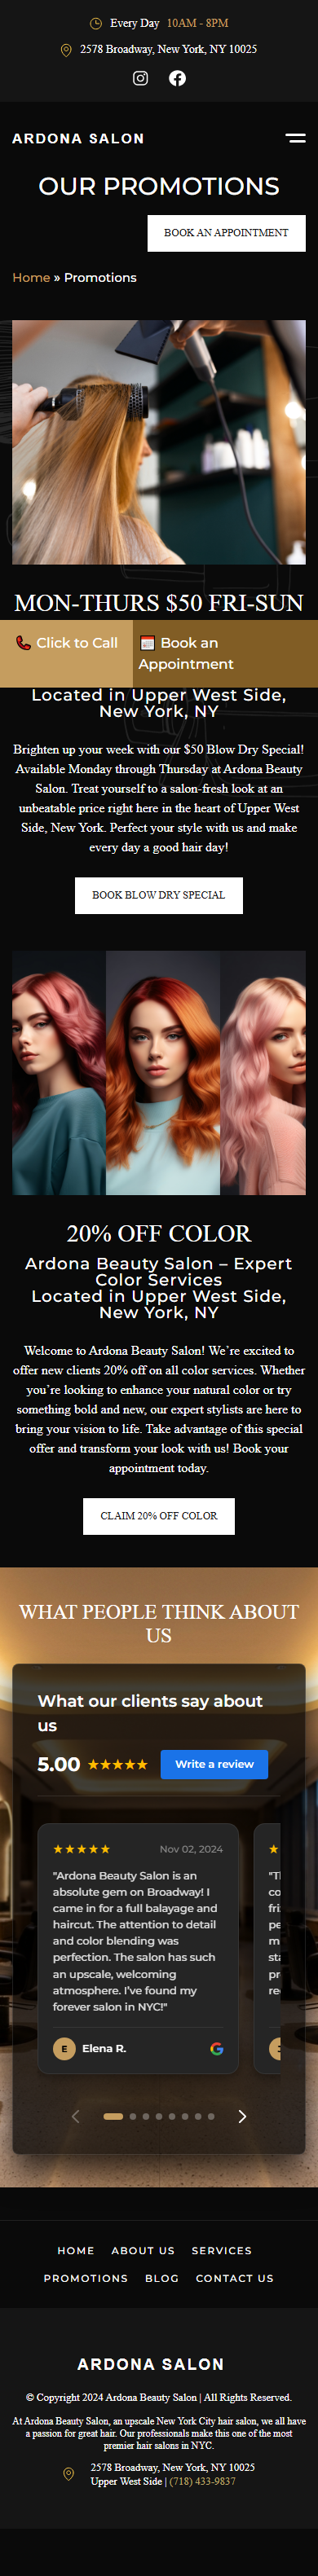 Every Day 10AM - 8PM
2578 Broadway, New York, NY 10025
ARDONA SALON
OUR PROMOTIONS
BOOK AN APPOINTMENT
Home » Promotions
MON-THURS $50 FRI-SUN
Click to Call
Book an
Appointment
Located in Upper West Side,
New York, NY
Brighten up your week with our $50 Blow Dry Special!
Available Monday through Thursday at Ardona Beauty
Salon. Treat yourself to a salon-fresh look at an
unbeatable price right here in the heart of Upper West
Side, New York. Perfect your style with us and make
every day a good hair day!
BOOK BLOW DRY SPECIAL
20% OFF COLOR
Ardona Beauty Salon – Expert
Color Services
Located in Upper West Side,
New York, NY
Welcome to Ardona Beauty Salon! We’re excited to
offer new clients 20% off on all color services. Whether
you’re looking to enhance your natural color or try
something bold and new, our expert stylists are here to
bring your vision to life. Take advantage of this special
offer and transform your look with us! Book your
appointment today.
CLAIM 20% OFF COLOR
WHAT PEOPLE THINK ABOUT
US
What our clients say about
us
5.00 ★★★★★ Write a review
★★★★★ Nov 02, 2024
"Ardona Beauty Salon is an
absolute gem on Broadway! I
came in for a full balayage and
haircut. The attention to detail
and color blending was
perfection. The salon has such
an upscale, welcoming
atmosphere. I've found my
forever salon in NYC!"
E Elena R.
HOME ABOUT US SERVICES
PROMOTIONS BLOG CONTACT US
ARDONA SALON
© Copyright 2024 Ardona Beauty Salon | All Rights Reserved.
At Ardona Beauty Salon, an upscale New York City hair salon, we all have
a passion for great hair. Our professionals make this one of the most
premier hair salons in NYC.
2578 Broadway, New York, NY 10025
Upper West Side | (718) 433-9837